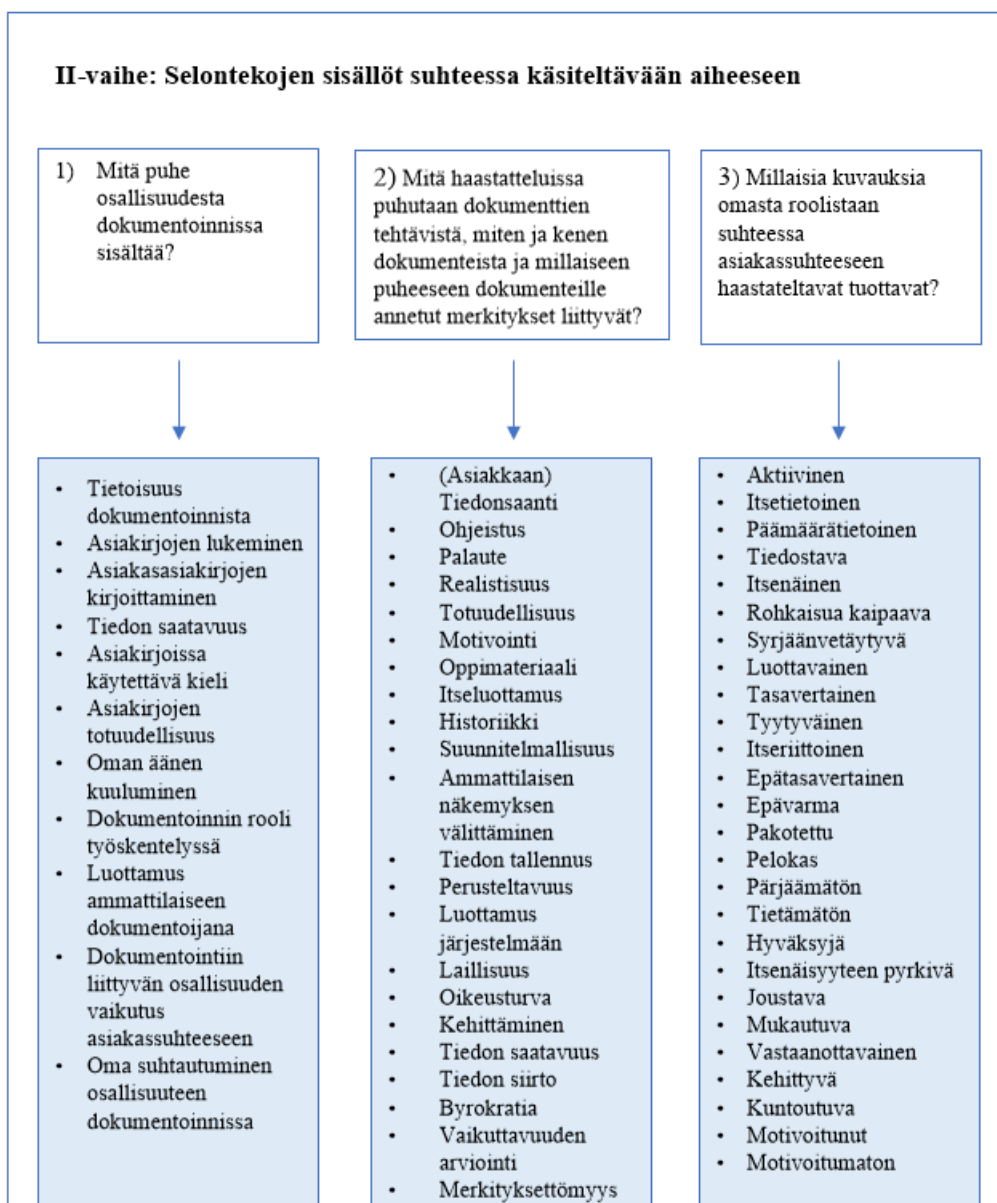 II-vaihe: Selontekojen sisällöt suhteessa käsiteltävään aiheeseen
1) Mitä puhe
osallisuudesta
dokumentoinnissa
sisältää?
2) Mitä haastatteluissa
puhutaan dokumenttien
tehtävistä, miten ja kenen
dokumenteista ja millaiseen
puheeseen dokumenteille
annetut merkitykset liittyvät?
3) Millaisia kuvauksia
omasta roolistaan
suhteessa
asiakassuhteeseen
haastateltavat tuottavat?
• Tietoisuus
dokumentoinnista
• Asiakirjojen lukeminen
• Asiakasasiakirjojen
kirjoittaminen
• Tiedon saatavuus
• Asiakirjoissa
käytettävä kieli
• Asiakirjojen
totuudellisuus
• Oman äänen
kuuluminen
• Dokumentoinnin rooli
työskentelyssä
• Luottamus
ammattilaiseen
dokumentoijana
• Dokumentointiin
liittyvän osallisuuden
vaikutus
asiakassuhteeseen
• Oma suhtautuminen
osallisuuteen
dokumentoinnissa
• (Asiakkaan)
Tiedonsaanti
• Ohjeistus
• Palaute
• Realistisuus
• Totuudellisuus
• Motivointi
• Oppimateriaali
• Itseluottamus
• Historiikki
• Suunnitelmallisuus
• Ammattilaisen
näkemyksen
välittäminen
• Tiedon tallennus
• Perusteltavuus
• Luottamus
järjestelmään
• Laillisuus
• Oikeusturva
• Kehittäminen
• Tiedon saatavuus
• Tiedon siirto
• Byrokratia
• Vaikuttavuuden
arviointi
• Merkityksettömyys
• Aktiivinen
• Itsetietoinen
• Päämäärätietoinen
• Tiedostava
• Itsenäinen
• Rohkaisua kaipaava
• Syrjäänvetäytyvä
• Luottavainen
• Tasavertainen
• Tyytyväinen
• Itseriittoinen
• Epätasavertainen
• Epävarma
• Pakotettu
• Pelokas
• Pärjäämätön
• Tietämätön
• Hyväksyjä
• Itsenäisyyteen pyrkivä
• Joustava
• Mukautuva
• Vastaanottavainen
• Kehittyvä
• Kuntoutuva
• Motivoitunut
• Motivoitumaton